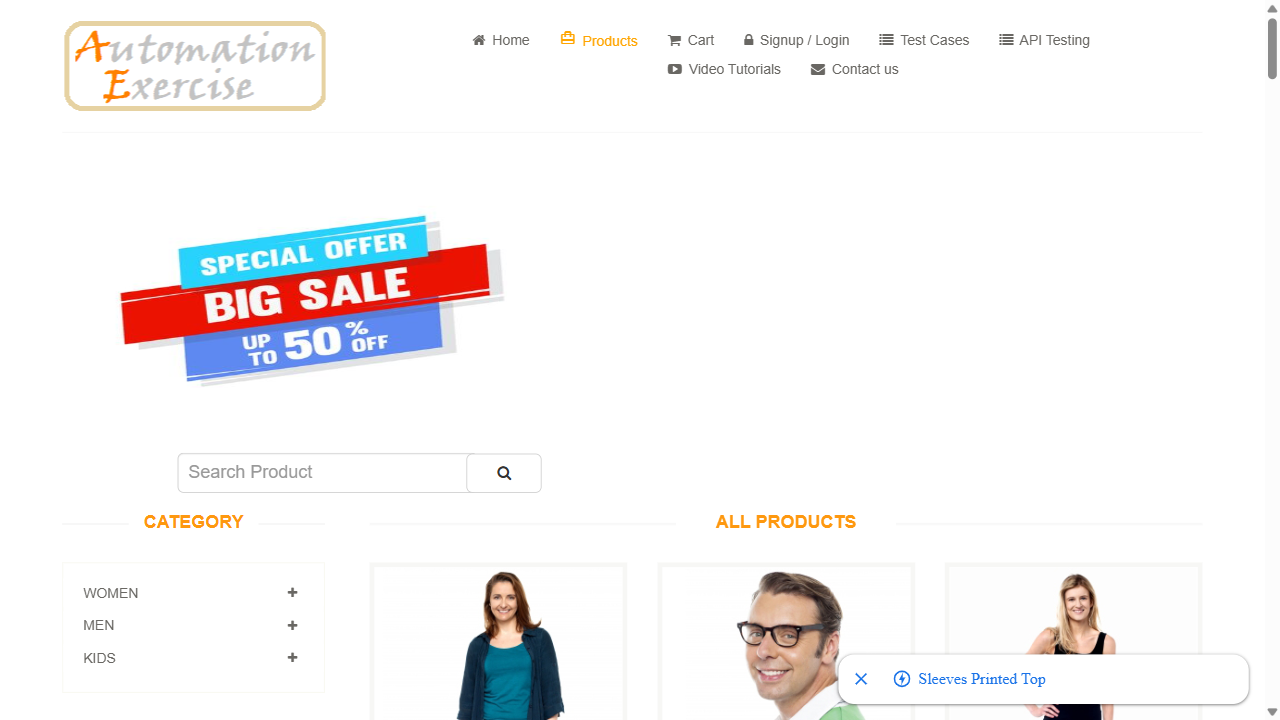 Automation
Exercise
Home
Products
Cart
Signup / Login
Test Cases
API Testing
Video Tutorials
Contact us
SPECIAL OFFER
BIG SALE
UP TO 50% OFF
Search Product
CATEGORY
ALL PRODUCTS
WOMEN
MEN
KIDS
Sleeves Printed Top